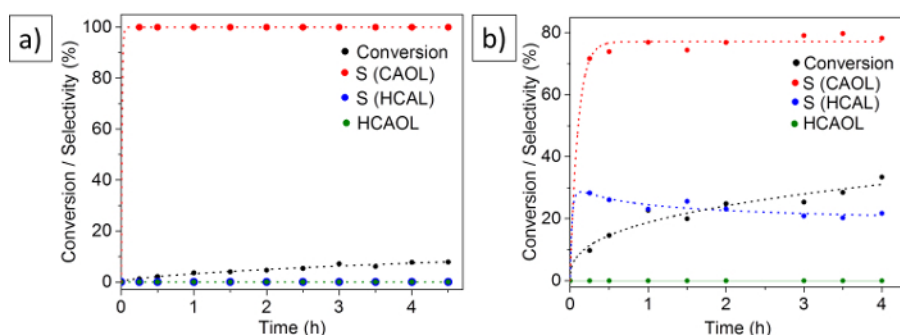 a)
Conversion / Selectivity (%)
100
80
60
40
20
0
Conversion
S (CAOL)
S (HCAL)
HCAOL
0 1 2 3 4
Time (h)
b)
Conversion / Selectivity (%)
80
60
40
20
0
Conversion
S (CAOL)
S (HCAL)
HCAOL
0 1 2 3 4
Time (h)